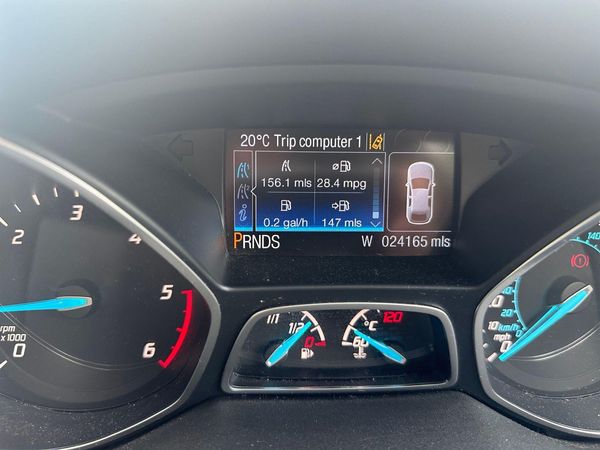 20°C Trip computer 1
156.1 mls 28.4 mpg
0.2 gal/h 147 mls
PRNDS W 024165 mls
2 3 4 5 6
rpm
x 1000
0
1/1 1/2 0
°C 120
60
140
40
20
km/h
0
10
mph
0